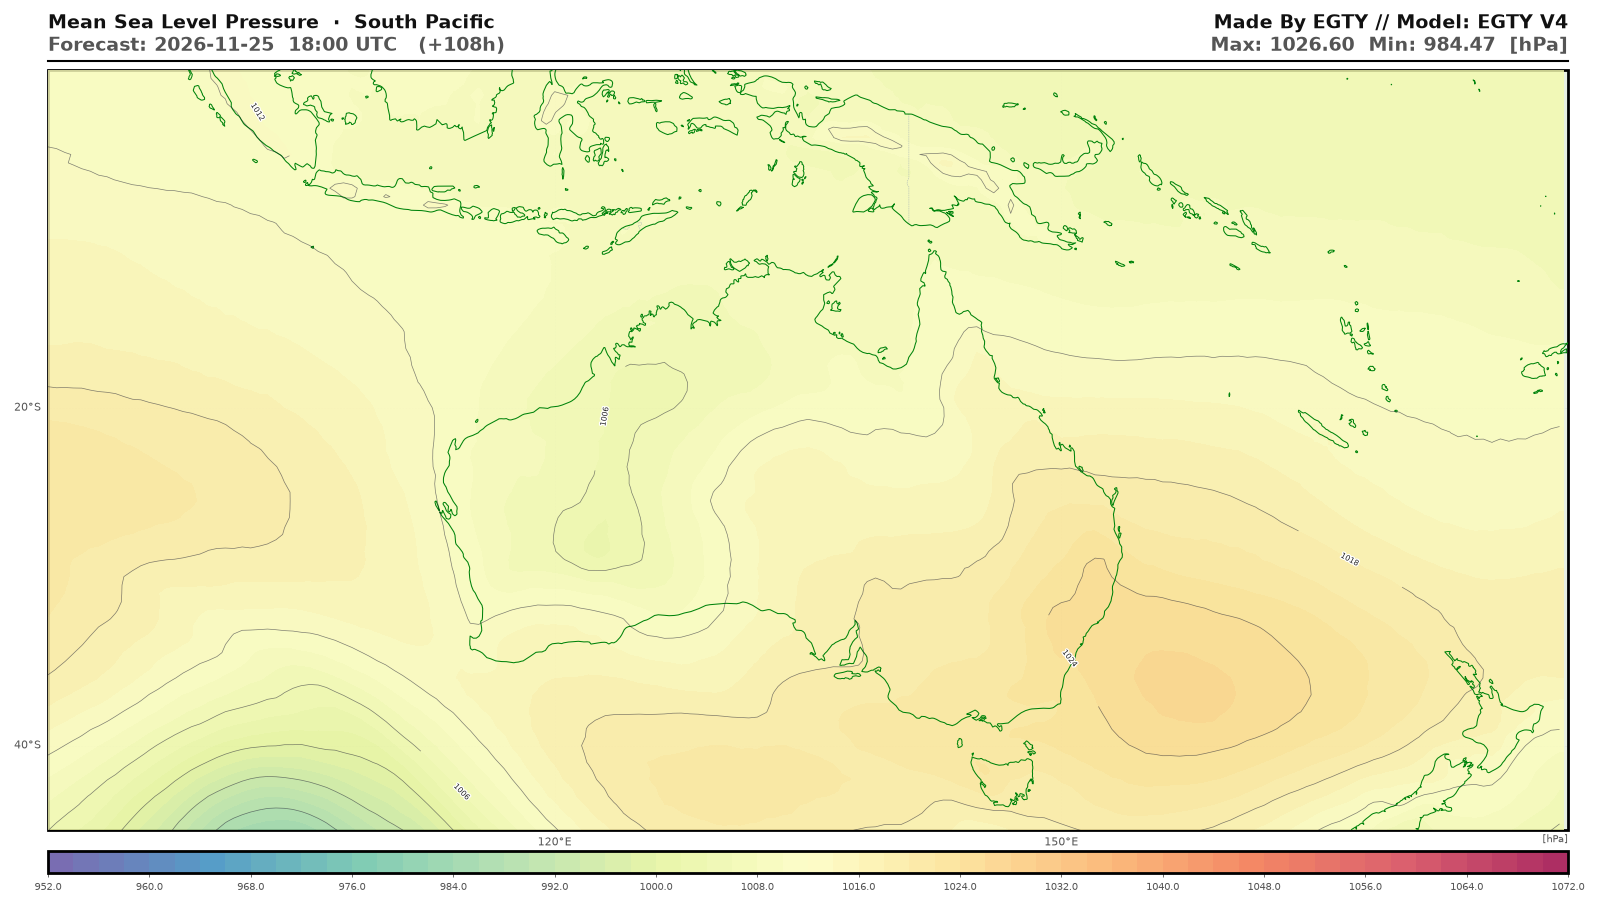 Mean Sea Level Pressure · South Pacific
Made By EGTY // Model: EGTY V4
Forecast: 2026-11-25 18:00 UTC (+108h)
Max: 1026.60 Min: 984.47 [hPa]
1012
20°S
1006
1018
1024
40°S
1006
120°E
150°E
[hPa]
952.0 960.0 968.0 976.0 984.0 992.0 1000.0 1008.0 1016.0 1024.0 1032.0 1040.0 1048.0 1056.0 1064.0 1072.0